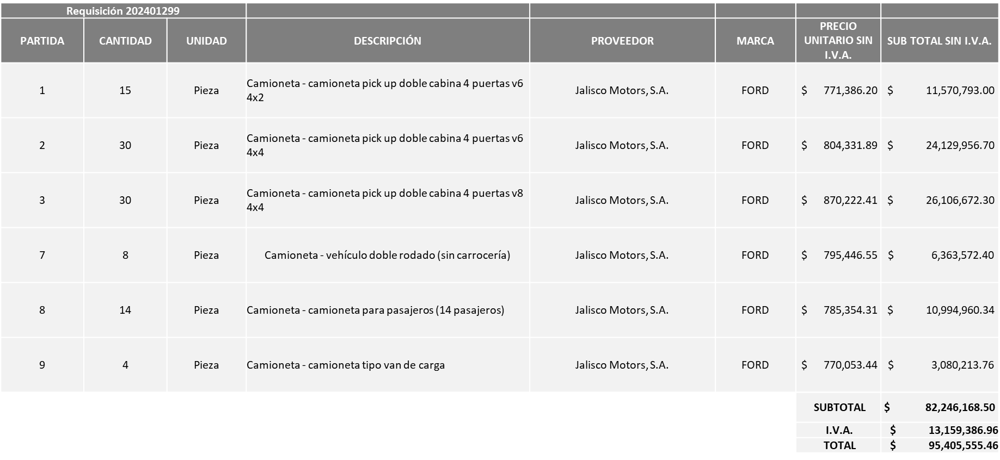 Requisición 202401299
PARTIDA CANTIDAD UNIDAD DESCRIPCIÓN PROVEEDOR MARCA PRECIO UNITARIO SIN I.V.A. SUB TOTAL SIN I.V.A.
1 15 Pieza Camioneta - camioneta pick up doble cabina 4 puertas v6 4x2 Jalisco Motors, S.A. FORD $ 771,386.20 $ 11,570,793.00
2 30 Pieza Camioneta - camioneta pick up doble cabina 4 puertas v6 4x4 Jalisco Motors, S.A. FORD $ 804,331.89 $ 24,129,956.70
3 30 Pieza Camioneta - camioneta pick up doble cabina 4 puertas v8 4x4 Jalisco Motors, S.A. FORD $ 870,222.41 $ 26,106,672.30
7 8 Pieza Camioneta - vehículo doble rodado (sin carrocería) Jalisco Motors, S.A. FORD $ 795,446.55 $ 6,363,572.40
8 14 Pieza Camioneta - camioneta para pasajeros (14 pasajeros) Jalisco Motors, S.A. FORD $ 785,354.31 $ 10,994,960.34
9 4 Pieza Camioneta - camioneta tipo van de carga Jalisco Motors, S.A. FORD $ 770,053.44 $ 3,080,213.76
SUBTOTAL $ 82,246,168.50
I.V.A. $ 13,159,386.96
TOTAL $ 95,405,555.46